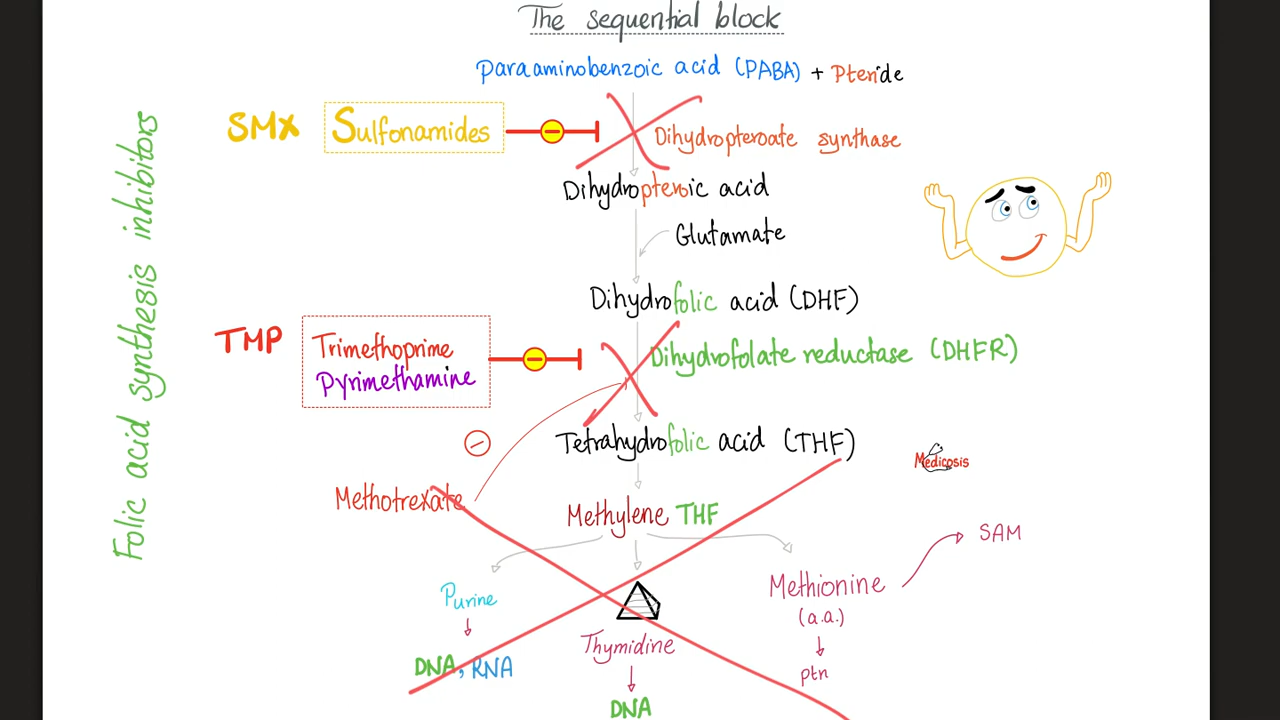 The sequential block
Paraaminobenzoic acid (PABA) + Pteride
SMX Sulfonamides
Dihydropteroate synthase
Dihydropteroic acid
Glutamate
Dihydrofolic acid (DHF)
TMP Trimethoprime
Pyrimethamine
Dihydrofolate reductase (DHFR)
Tetrahydrofolic acid (THF)
Medicosis
Methotrexate
Methylene THF
SAM
Purine
Methionine
(a.a.)
Thymidine
DNA, RNA
ptn
DNA
Folic acid synthesis inhibitors